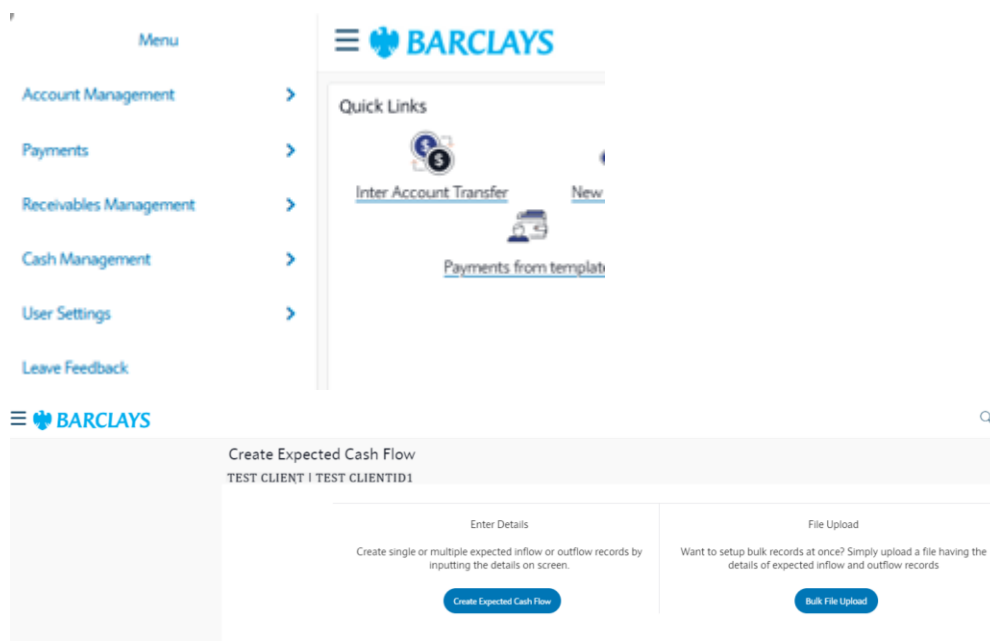 Menu
Account Management
Payments
Receivables Management
Cash Management
User Settings
Leave Feedback
BARCLAYS
Quick Links
Inter Account Transfer
New
Payments from template
BARCLAYS
Create Expected Cash Flow
TEST CLIENT | TEST CLIENTID1
Enter Details
Create single or multiple expected inflow or outflow records by
inputting the details on screen.
Create Expected Cash Flow
File Upload
Want to setup bulk records at once? Simply upload a file having the
details of expected inflow and outflow records
Bulk File Upload